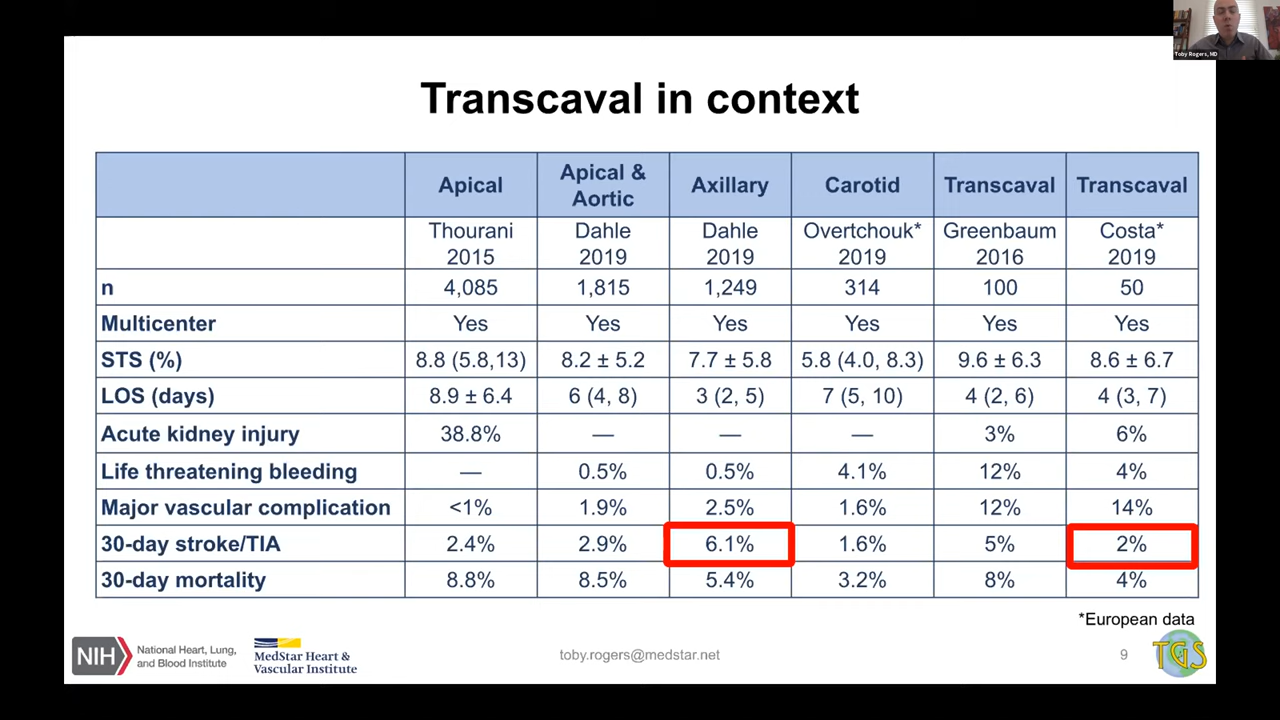 Toby Rogers, MD
Transcaval in context
Apical Apical & Aortic Axillary Carotid Transcaval Transcaval
Thourani 2015 Dahle 2019 Dahle 2019 Overtchouk* 2019 Greenbaum 2016 Costa* 2019
n 4,085 1,815 1,249 314 100 50
Multicenter Yes Yes Yes Yes Yes Yes
STS (%) 8.8 (5.8,13) 8.2 ± 5.2 7.7 ± 5.8 5.8 (4.0, 8.3) 9.6 ± 6.3 8.6 ± 6.7
LOS (days) 8.9 ± 6.4 6 (4, 8) 3 (2, 5) 7 (5, 10) 4 (2, 6) 4 (3, 7)
Acute kidney injury 38.8% — — — 3% 6%
Life threatening bleeding — 0.5% 0.5% 4.1% 12% 4%
Major vascular complication <1% 1.9% 2.5% 1.6% 12% 14%
30-day stroke/TIA 2.4% 2.9% 6.1% 1.6% 5% 2%
30-day mortality 8.8% 8.5% 5.4% 3.2% 8% 4%
*European data
NIH National Heart, Lung,
and Blood Institute
MedStar Heart &
Vascular Institute
toby.rogers@medstar.net
9
TGS